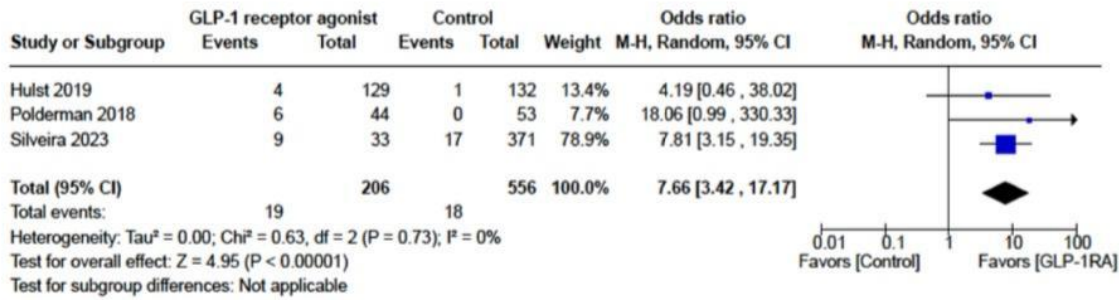 GLP-1 receptor agonist Control Odds ratio Odds ratio
Study or Subgroup Events Total Events Total Weight M-H, Random, 95% CI M-H, Random, 95% CI
Hulst 2019 4 129 1 132 13.4% 4.19 [0.46 , 38.02]
Polderman 2018 6 44 0 53 7.7% 18.06 [0.99 , 330.33]
Silveira 2023 9 33 17 371 78.9% 7.81 [3.15 , 19.35]
Total (95% CI) 206 556 100.0% 7.66 [3.42 , 17.17]
Total events: 19 18
Heterogeneity: Tau² = 0.00; Chi² = 0.63, df = 2 (P = 0.73); I² = 0%
0.01 0.1 1 10 100
Test for overall effect: Z = 4.95 (P < 0.00001) Favors [Control] Favors [GLP-1RA]
Test for subgroup differences: Not applicable